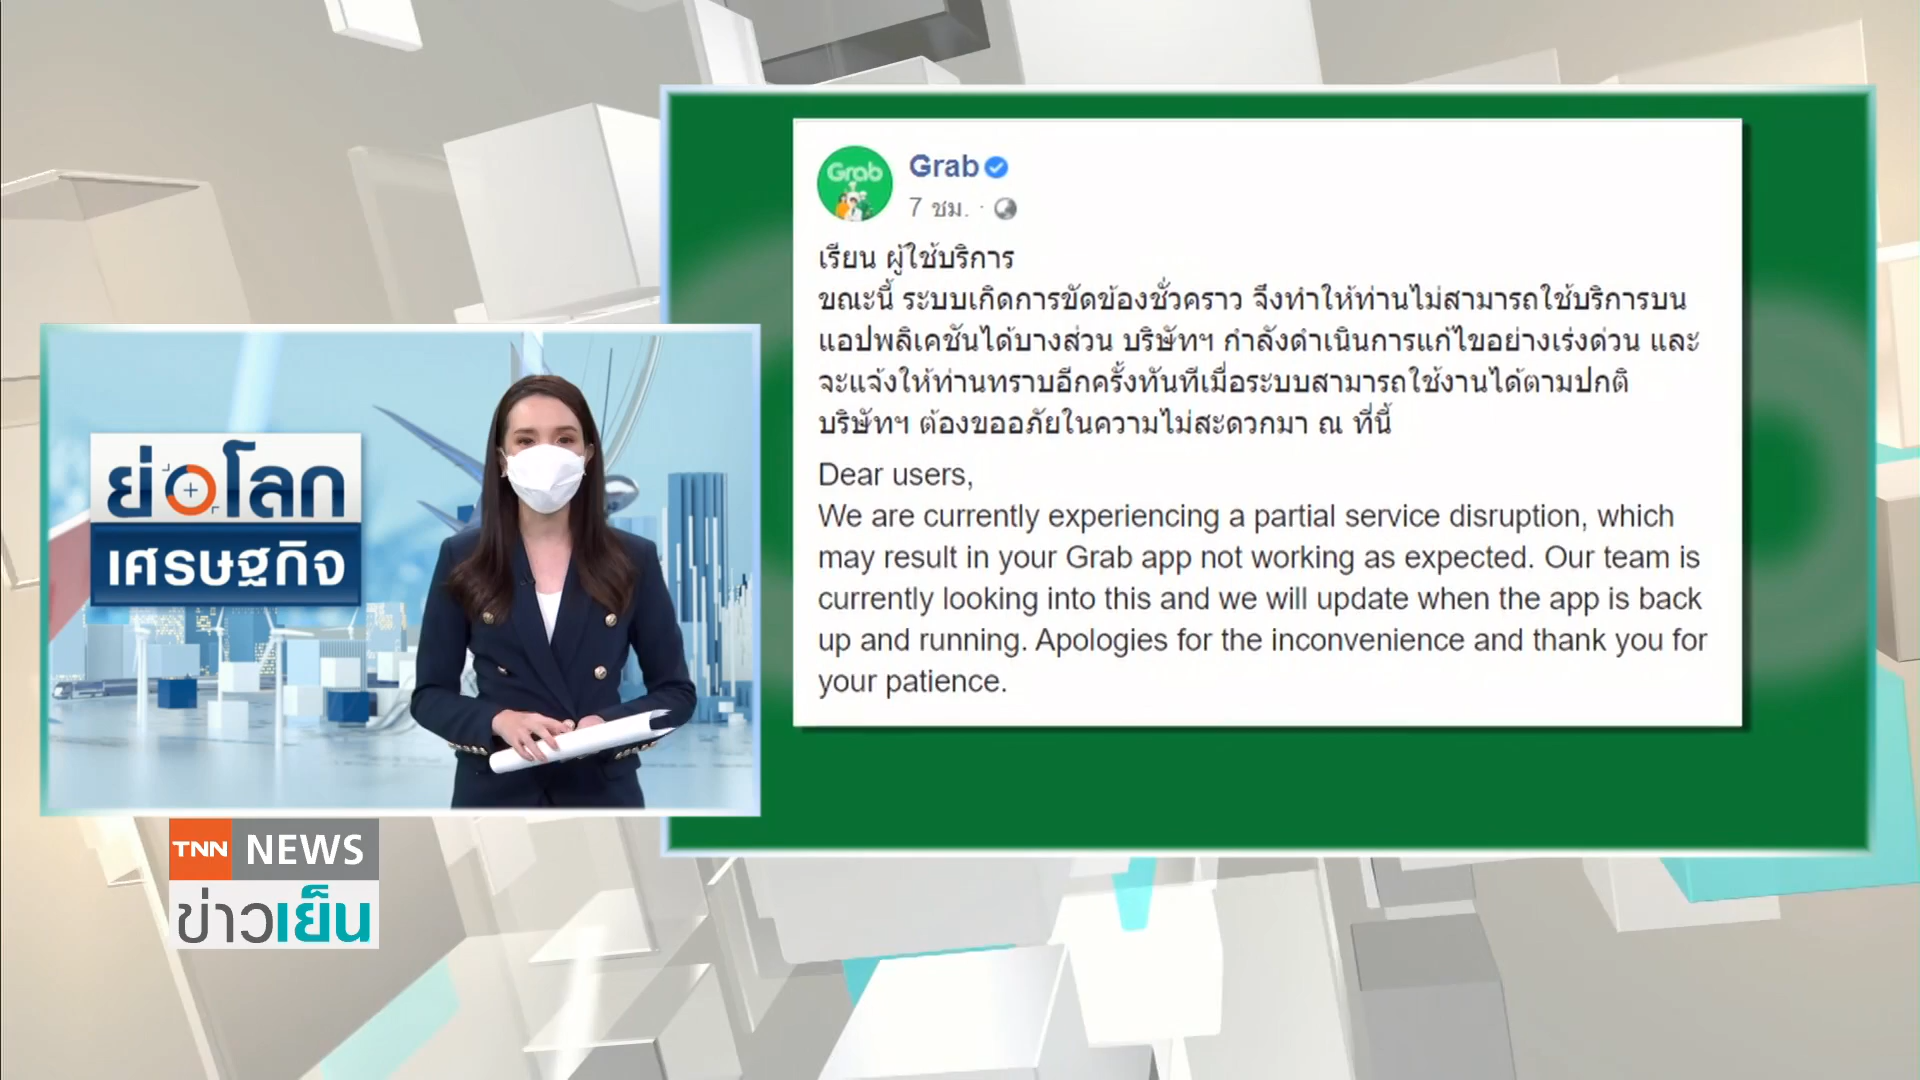 Grab
Grab
7 ชม.
เรียน ผู้ใช้บริการ
ขณะนี้ ระบบเกิดการขัดข้องชั่วคราว จึงทำให้ท่านไม่สามารถใช้บริการบน
แอปพลิเคชันได้บางส่วน บริษัทฯ กำลังดำเนินการแก้ไขอย่างเร่งด่วน และ
จะแจ้งให้ท่านทราบอีกครั้งทันทีเมื่อระบบสามารถใช้งานได้ตามปกติ
บริษัทฯ ต้องขออภัยในความไม่สะดวกมา ณ ที่นี้
Dear users,
We are currently experiencing a partial service disruption, which
may result in your Grab app not working as expected. Our team is
currently looking into this and we will update when the app is back
up and running. Apologies for the inconvenience and thank you for
your patience.
ย่อโลก
เศรษฐกิจ
TNN NEWS
ข่าวเย็น